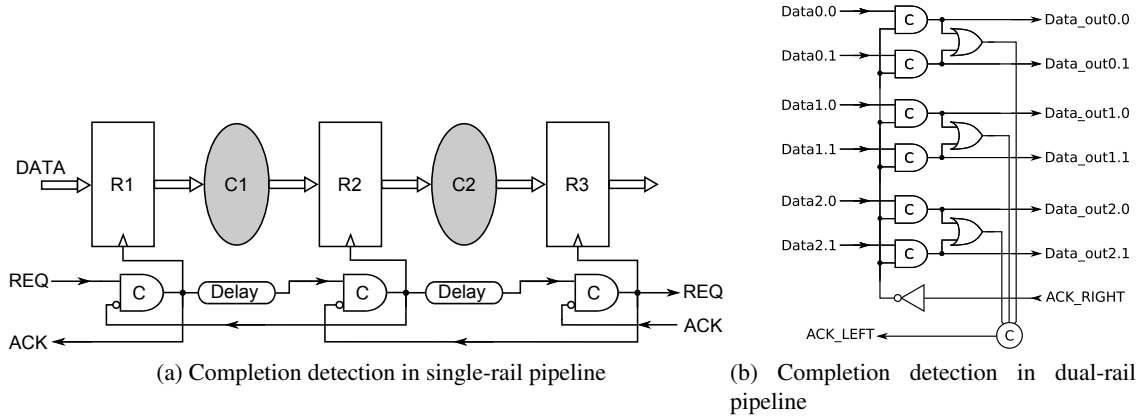 DATA
R1
C1
R2
C2
R3
REQ
C
Delay
C
Delay
C
REQ
ACK
ACK
(a) Completion detection in single-rail pipeline
Data0.0
C
Data_out0.0
Data0.1
C
Data_out0.1
Data1.0
C
Data_out1.0
Data1.1
C
Data_out1.1
Data2.0
C
Data_out2.0
Data2.1
C
Data_out2.1
ACK_RIGHT
ACK_LEFT
C
(b) Completion detection in dual-rail
pipeline